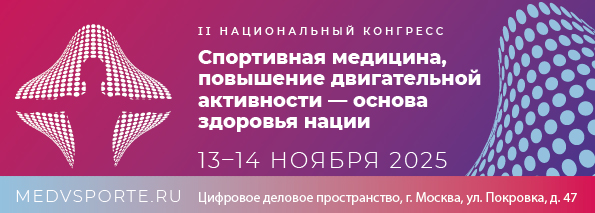 II НАЦИОНАЛЬНЫЙ КОНГРЕСС
Спортивная медицина,
повышение двигательной
активности — основа
здоровья нации
13–14 НОЯБРЯ 2025
MEDVSPORTE.RU Цифровое деловое пространство, г. Москва, ул. Покровка, д. 47